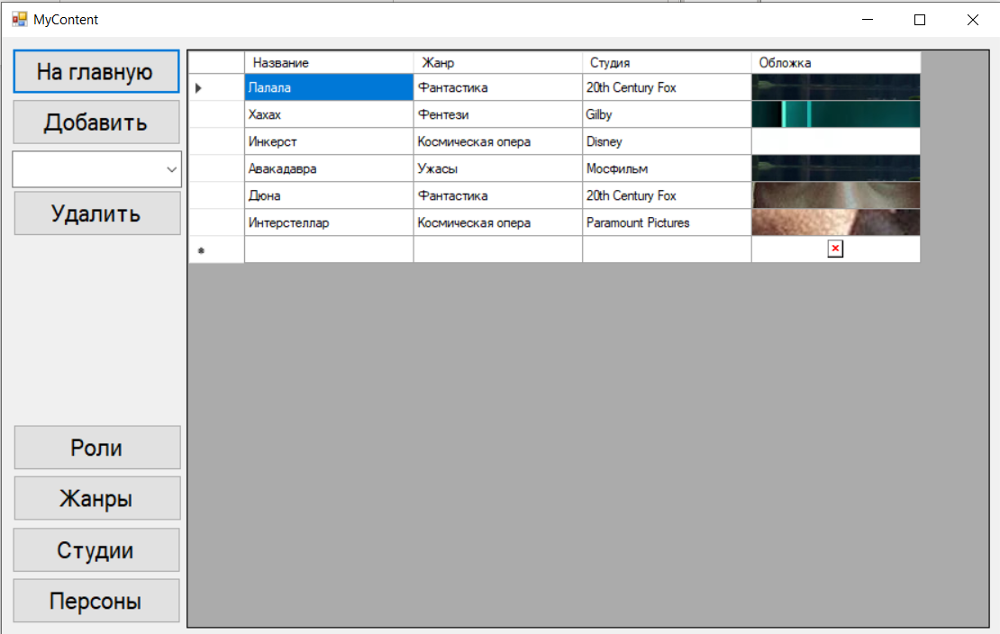 MyContent
На главную
Добавить
Удалить
Роли
Жанры
Студии
Персоны
Название Жанр Студия Обложка
Лалала Фантастика 20th Century Fox
Хахах Фентези Gilby
Инкерст Космическая опера Disney
Авакадавра Ужасы Мосфильм
Дюна Фантастика 20th Century Fox
Интерстеллар Космическая опера Paramount Pictures